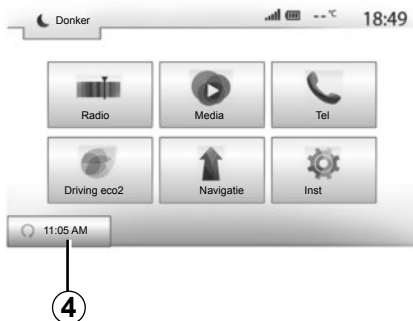 Donker
--°C
18:49
Radio
Media
Tel
Driving eco2
Navigatie
Inst
11:05 AM
4